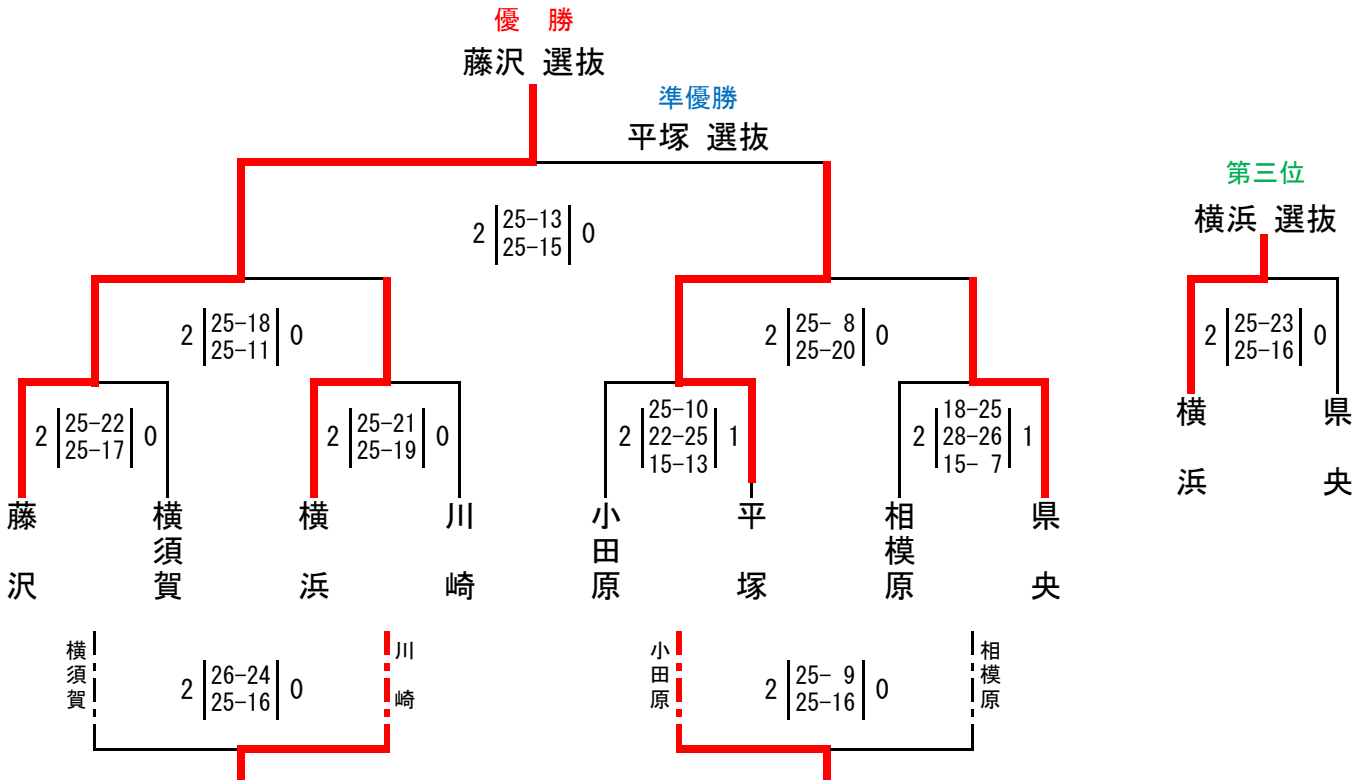 優　勝
藤沢 選抜
準優勝
平塚 選抜
第三位
横浜 選抜
2 25-13 0
25-15
2 25-18 0
25-11
2 25- 8 0
25-20
2 25-23 0
25-16
2 25-22 0
25-17
2 25-21 0
25-19
25-10
2 22-25 1
15-13
18-25
2 28-26 1
15- 7
横浜
県央
藤沢
横須賀
横浜
川崎
小田原
平塚
相模原
県央
横須賀
2 26-24 0
25-16
川崎
小田原
2 25- 9 0
25-16
相模原